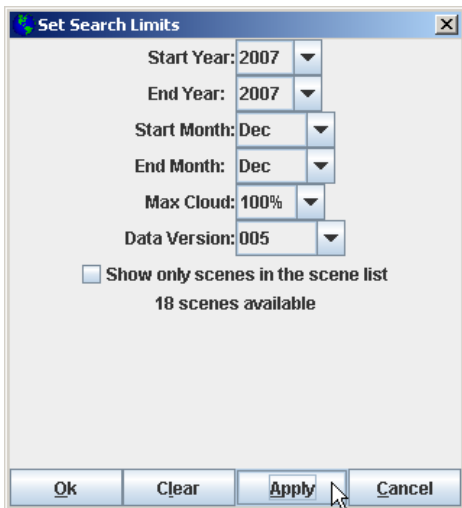 Set Search Limits
Start Year: 2007
End Year: 2007
Start Month: Dec
End Month: Dec
Max Cloud: 100%
Data Version: 005
Show only scenes in the scene list
18 scenes available
Ok Clear Apply Cancel